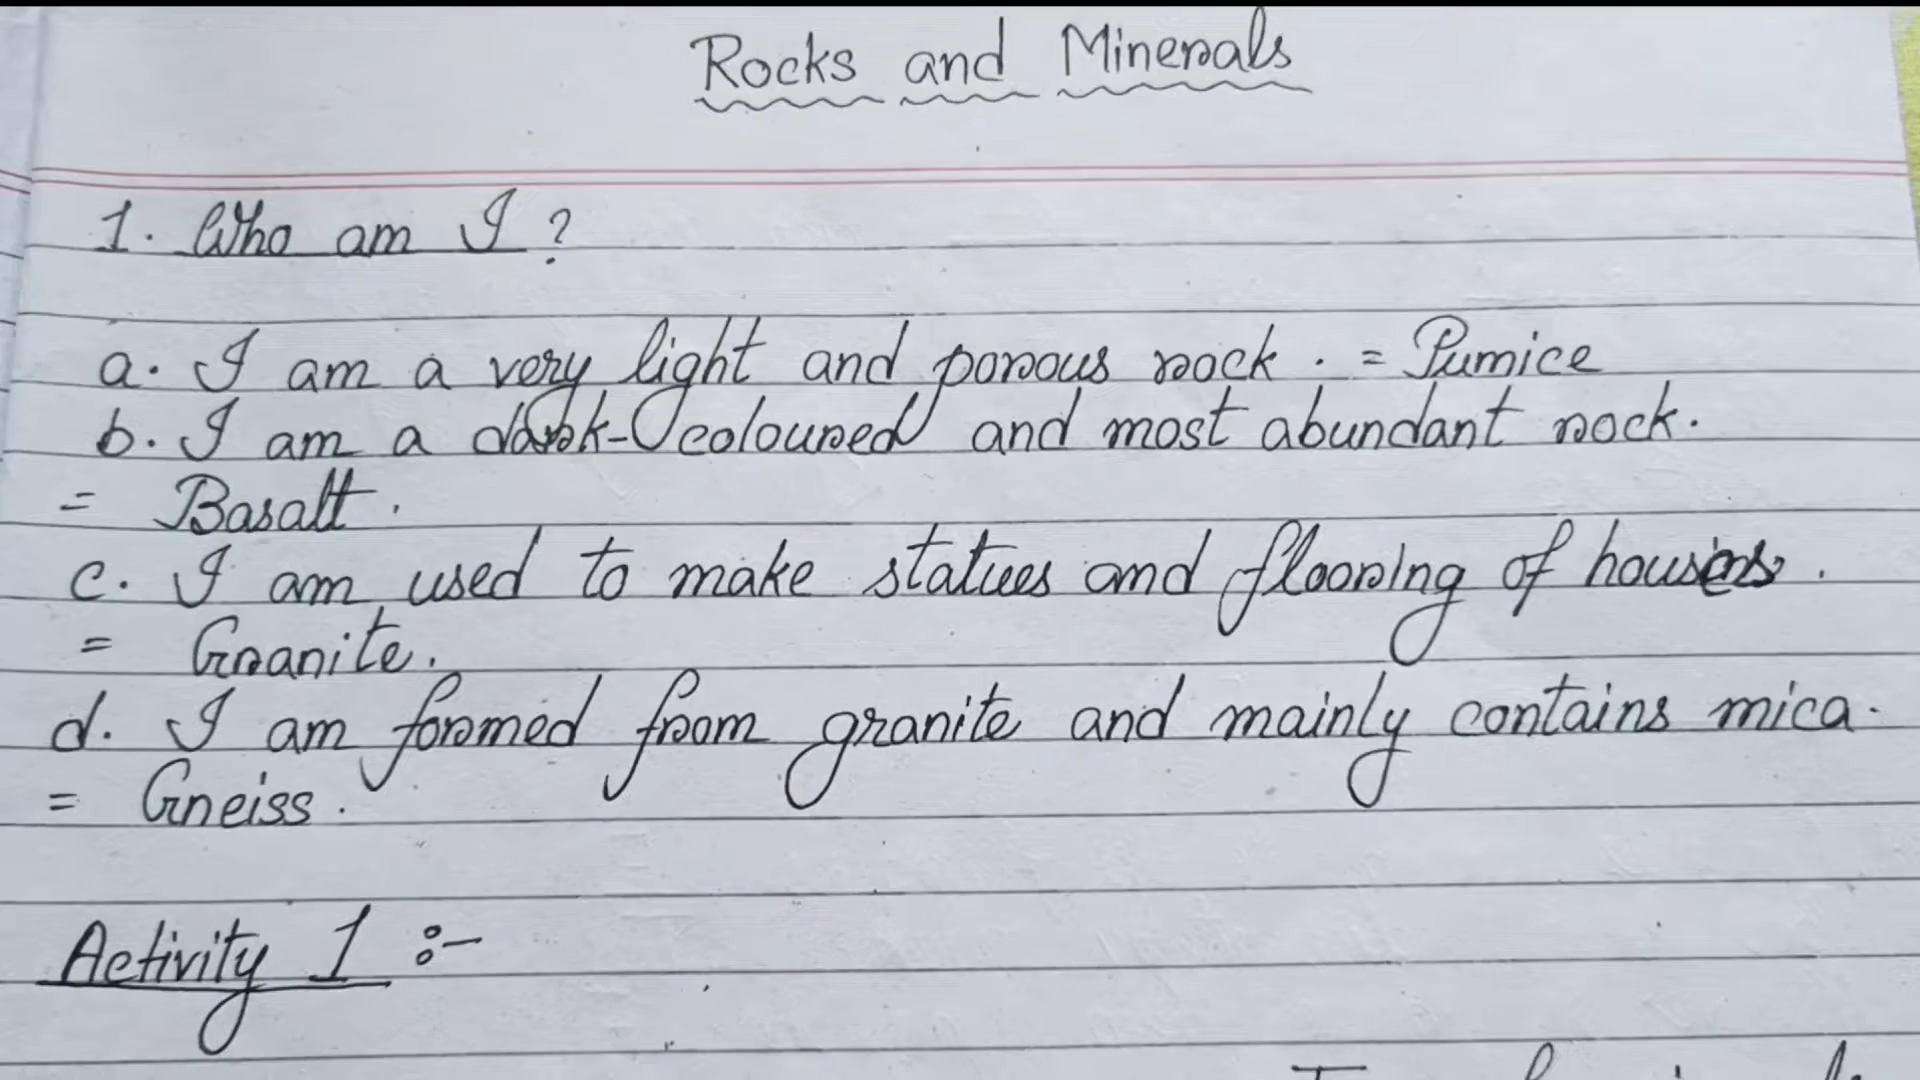 Rocks and Minerals
1. Who am I?
a. I am a very light and porous rock. = Pumice
b. I am a dark-coloured and most abundant rock.
= Basalt.
c. I am used to make statues and flooring of houses.
= Granite.
d. I am formed from granite and mainly contains mica.
= Gneiss.
Activity 1 :-